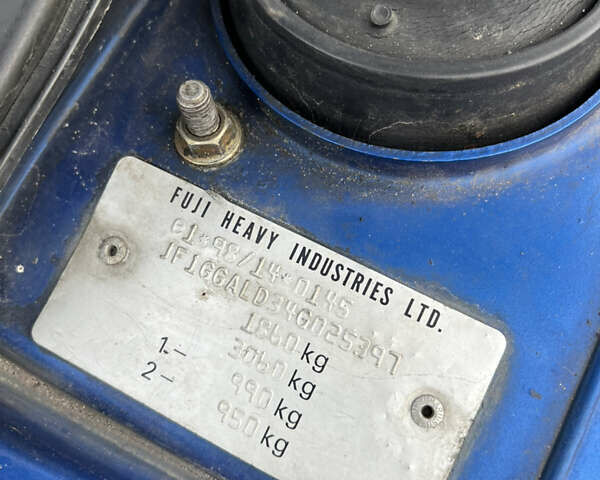 FUJI HEAVY INDUSTRIES LTD.
e1*98/14*0145
JF1GGALD34G025397
1860 kg
3060 kg
1.- 990 kg
2- 950 kg